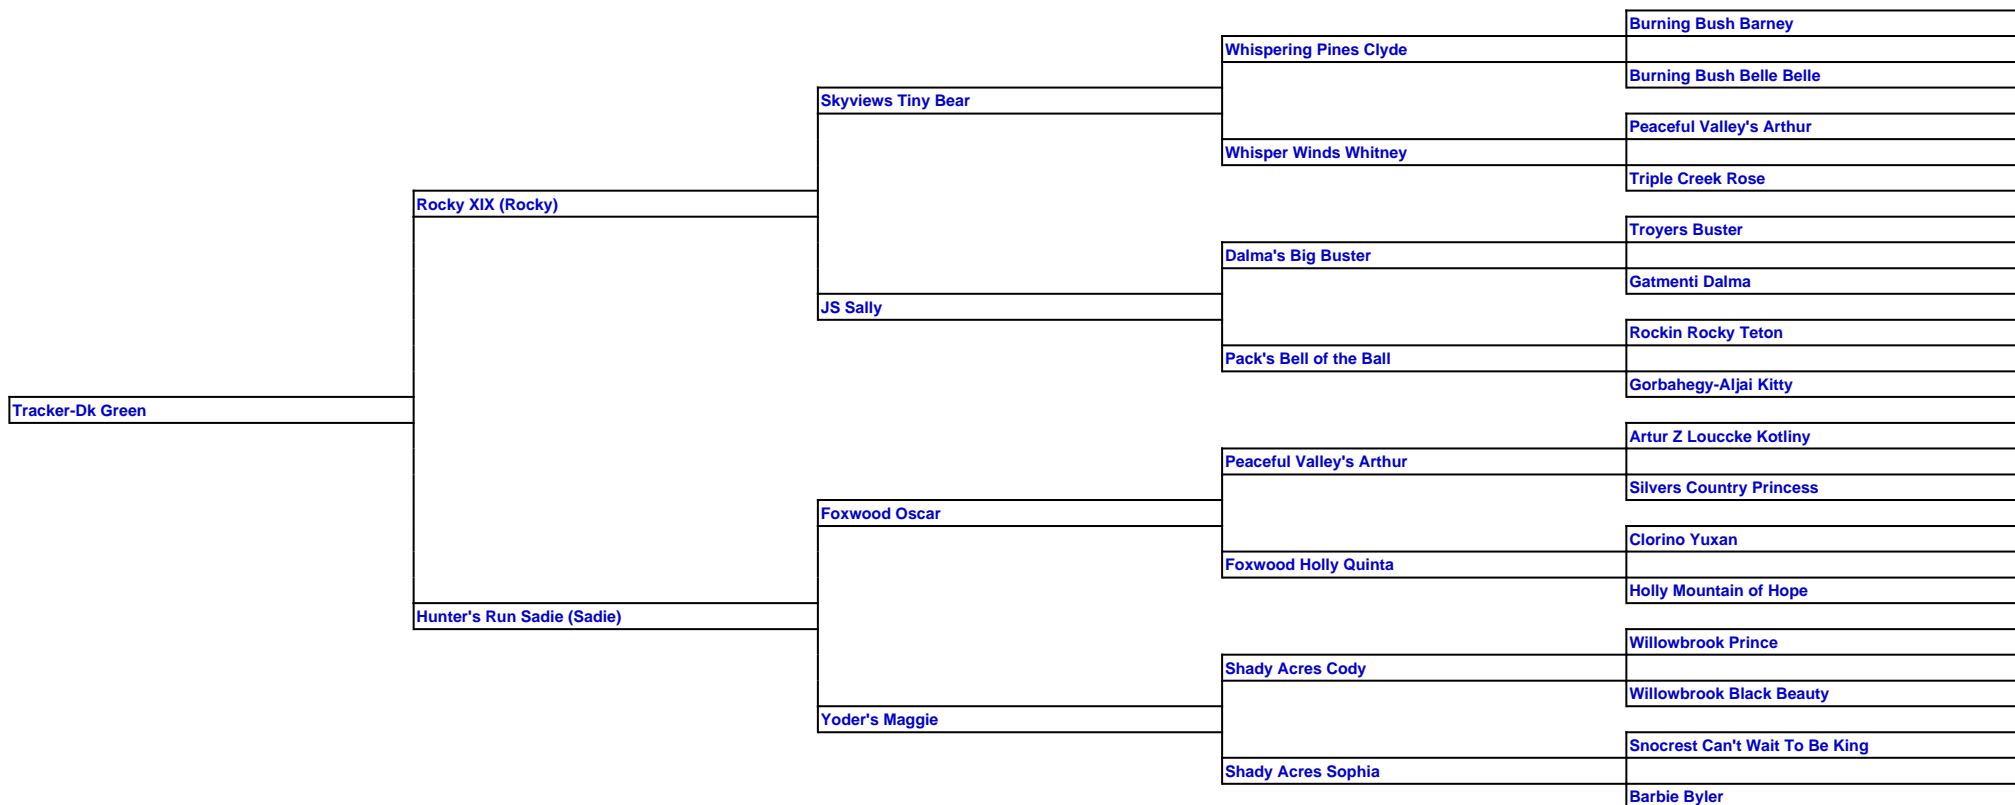 Burning Bush Barney
Whispering Pines Clyde
Burning Bush Belle Belle
Skyviews Tiny Bear
Peaceful Valley's Arthur
Whisper Winds Whitney
Triple Creek Rose
Rocky XIX (Rocky)
Troyers Buster
Dalma's Big Buster
Gatmenti Dalma
JS Sally
Rockin Rocky Teton
Pack's Bell of the Ball
Gorbahegy-Aljai Kitty
Tracker-Dk Green
Artur Z Louccke Kotliny
Peaceful Valley's Arthur
Silvers Country Princess
Foxwood Oscar
Clorino Yuxan
Foxwood Holly Quinta
Holly Mountain of Hope
Hunter's Run Sadie (Sadie)
Willowbrook Prince
Shady Acres Cody
Willowbrook Black Beauty
Yoder's Maggie
Snocrest Can't Wait To Be King
Shady Acres Sophia
Barbie Byler